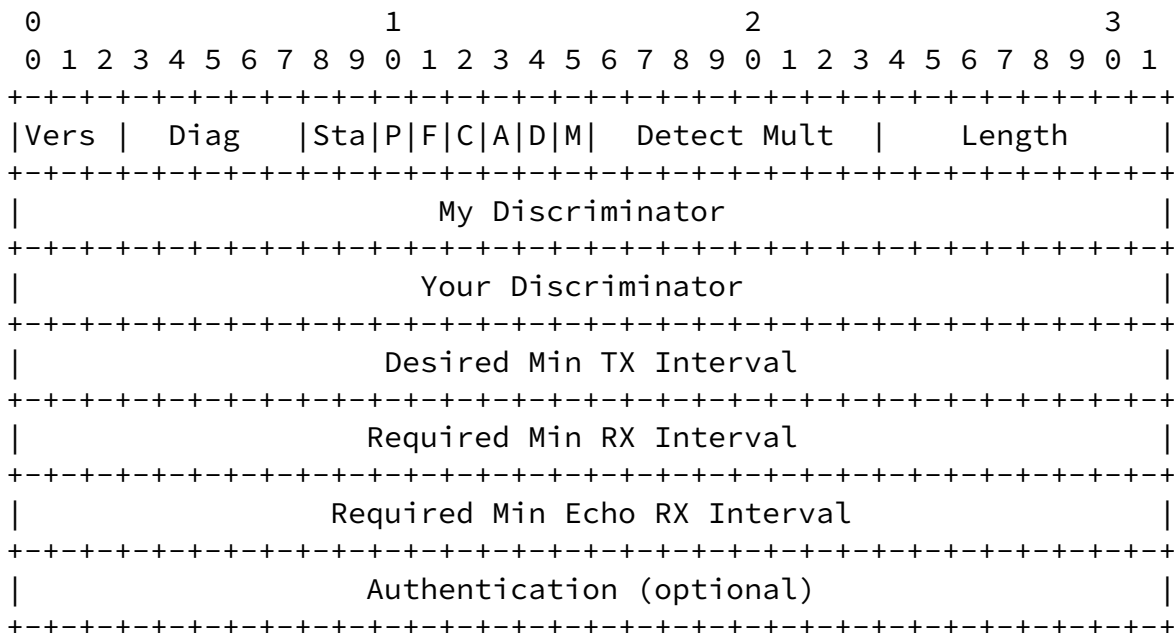 0                   1                   2                   3
 0 1 2 3 4 5 6 7 8 9 0 1 2 3 4 5 6 7 8 9 0 1 2 3 4 5 6 7 8 9 0 1
+-+-+-+-+-+-+-+-+-+-+-+-+-+-+-+-+-+-+-+-+-+-+-+-+-+-+-+-+-+-+-+-+
|Vers |  Diag   |Sta|P|F|C|A|D|M|  Detect Mult  |    Length     |
+-+-+-+-+-+-+-+-+-+-+-+-+-+-+-+-+-+-+-+-+-+-+-+-+-+-+-+-+-+-+-+-+
|                       My Discriminator                        |
+-+-+-+-+-+-+-+-+-+-+-+-+-+-+-+-+-+-+-+-+-+-+-+-+-+-+-+-+-+-+-+-+
|                      Your Discriminator                       |
+-+-+-+-+-+-+-+-+-+-+-+-+-+-+-+-+-+-+-+-+-+-+-+-+-+-+-+-+-+-+-+-+
|                    Desired Min TX Interval                    |
+-+-+-+-+-+-+-+-+-+-+-+-+-+-+-+-+-+-+-+-+-+-+-+-+-+-+-+-+-+-+-+-+
|                   Required Min RX Interval                    |
+-+-+-+-+-+-+-+-+-+-+-+-+-+-+-+-+-+-+-+-+-+-+-+-+-+-+-+-+-+-+-+-+
|                 Required Min Echo RX Interval                 |
+-+-+-+-+-+-+-+-+-+-+-+-+-+-+-+-+-+-+-+-+-+-+-+-+-+-+-+-+-+-+-+-+
|                   Authentication (optional)                   |
+-+-+-+-+-+-+-+-+-+-+-+-+-+-+-+-+-+-+-+-+-+-+-+-+-+-+-+-+-+-+-+-+